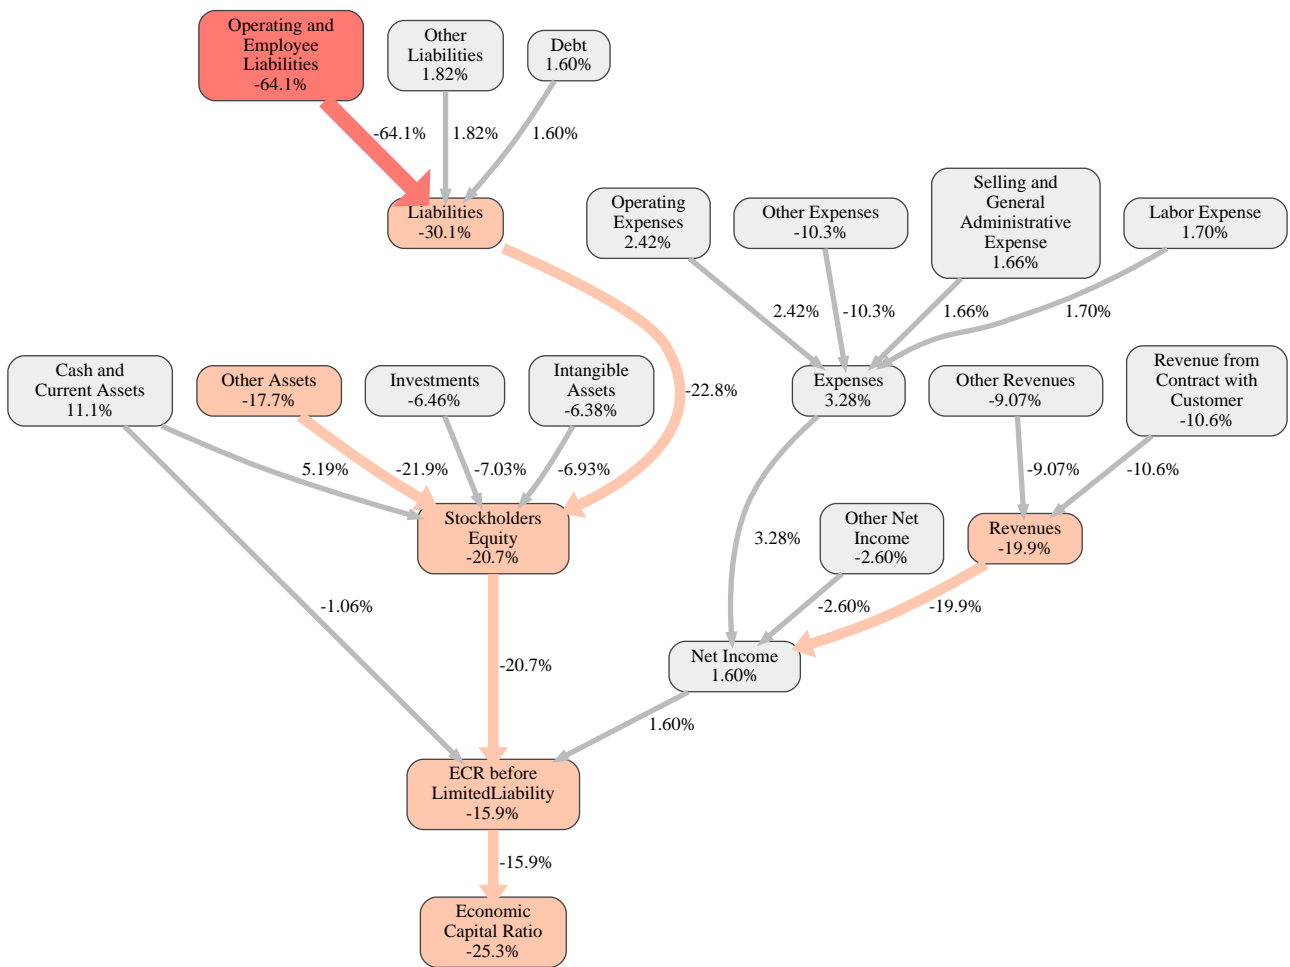 Operating and
Employee
Liabilities
-64.1%
Other
Liabilities
1.82%
Debt
1.60%
-64.1%
1.82%
1.60%
Liabilities
-30.1%
Operating
Expenses
2.42%
Other Expenses
-10.3%
Selling and
General
Administrative
Expense
1.66%
Labor Expense
1.70%
2.42%
-10.3%
1.66%
1.70%
Cash and
Current Assets
11.1%
Other Assets
-17.7%
Investments
-6.46%
Intangible
Assets
-6.38%
-22.8%
Expenses
3.28%
Other Revenues
-9.07%
Revenue from
Contract with
Customer
-10.6%
5.19%
-21.9%
-7.03%
-6.93%
-9.07%
-10.6%
Stockholders
Equity
-20.7%
3.28%
Other Net
Income
-2.60%
Revenues
-19.9%
-1.06%
-2.60%
-19.9%
-20.7%
Net Income
1.60%
1.60%
ECR before
LimitedLiability
-15.9%
-15.9%
Economic
Capital Ratio
-25.3%